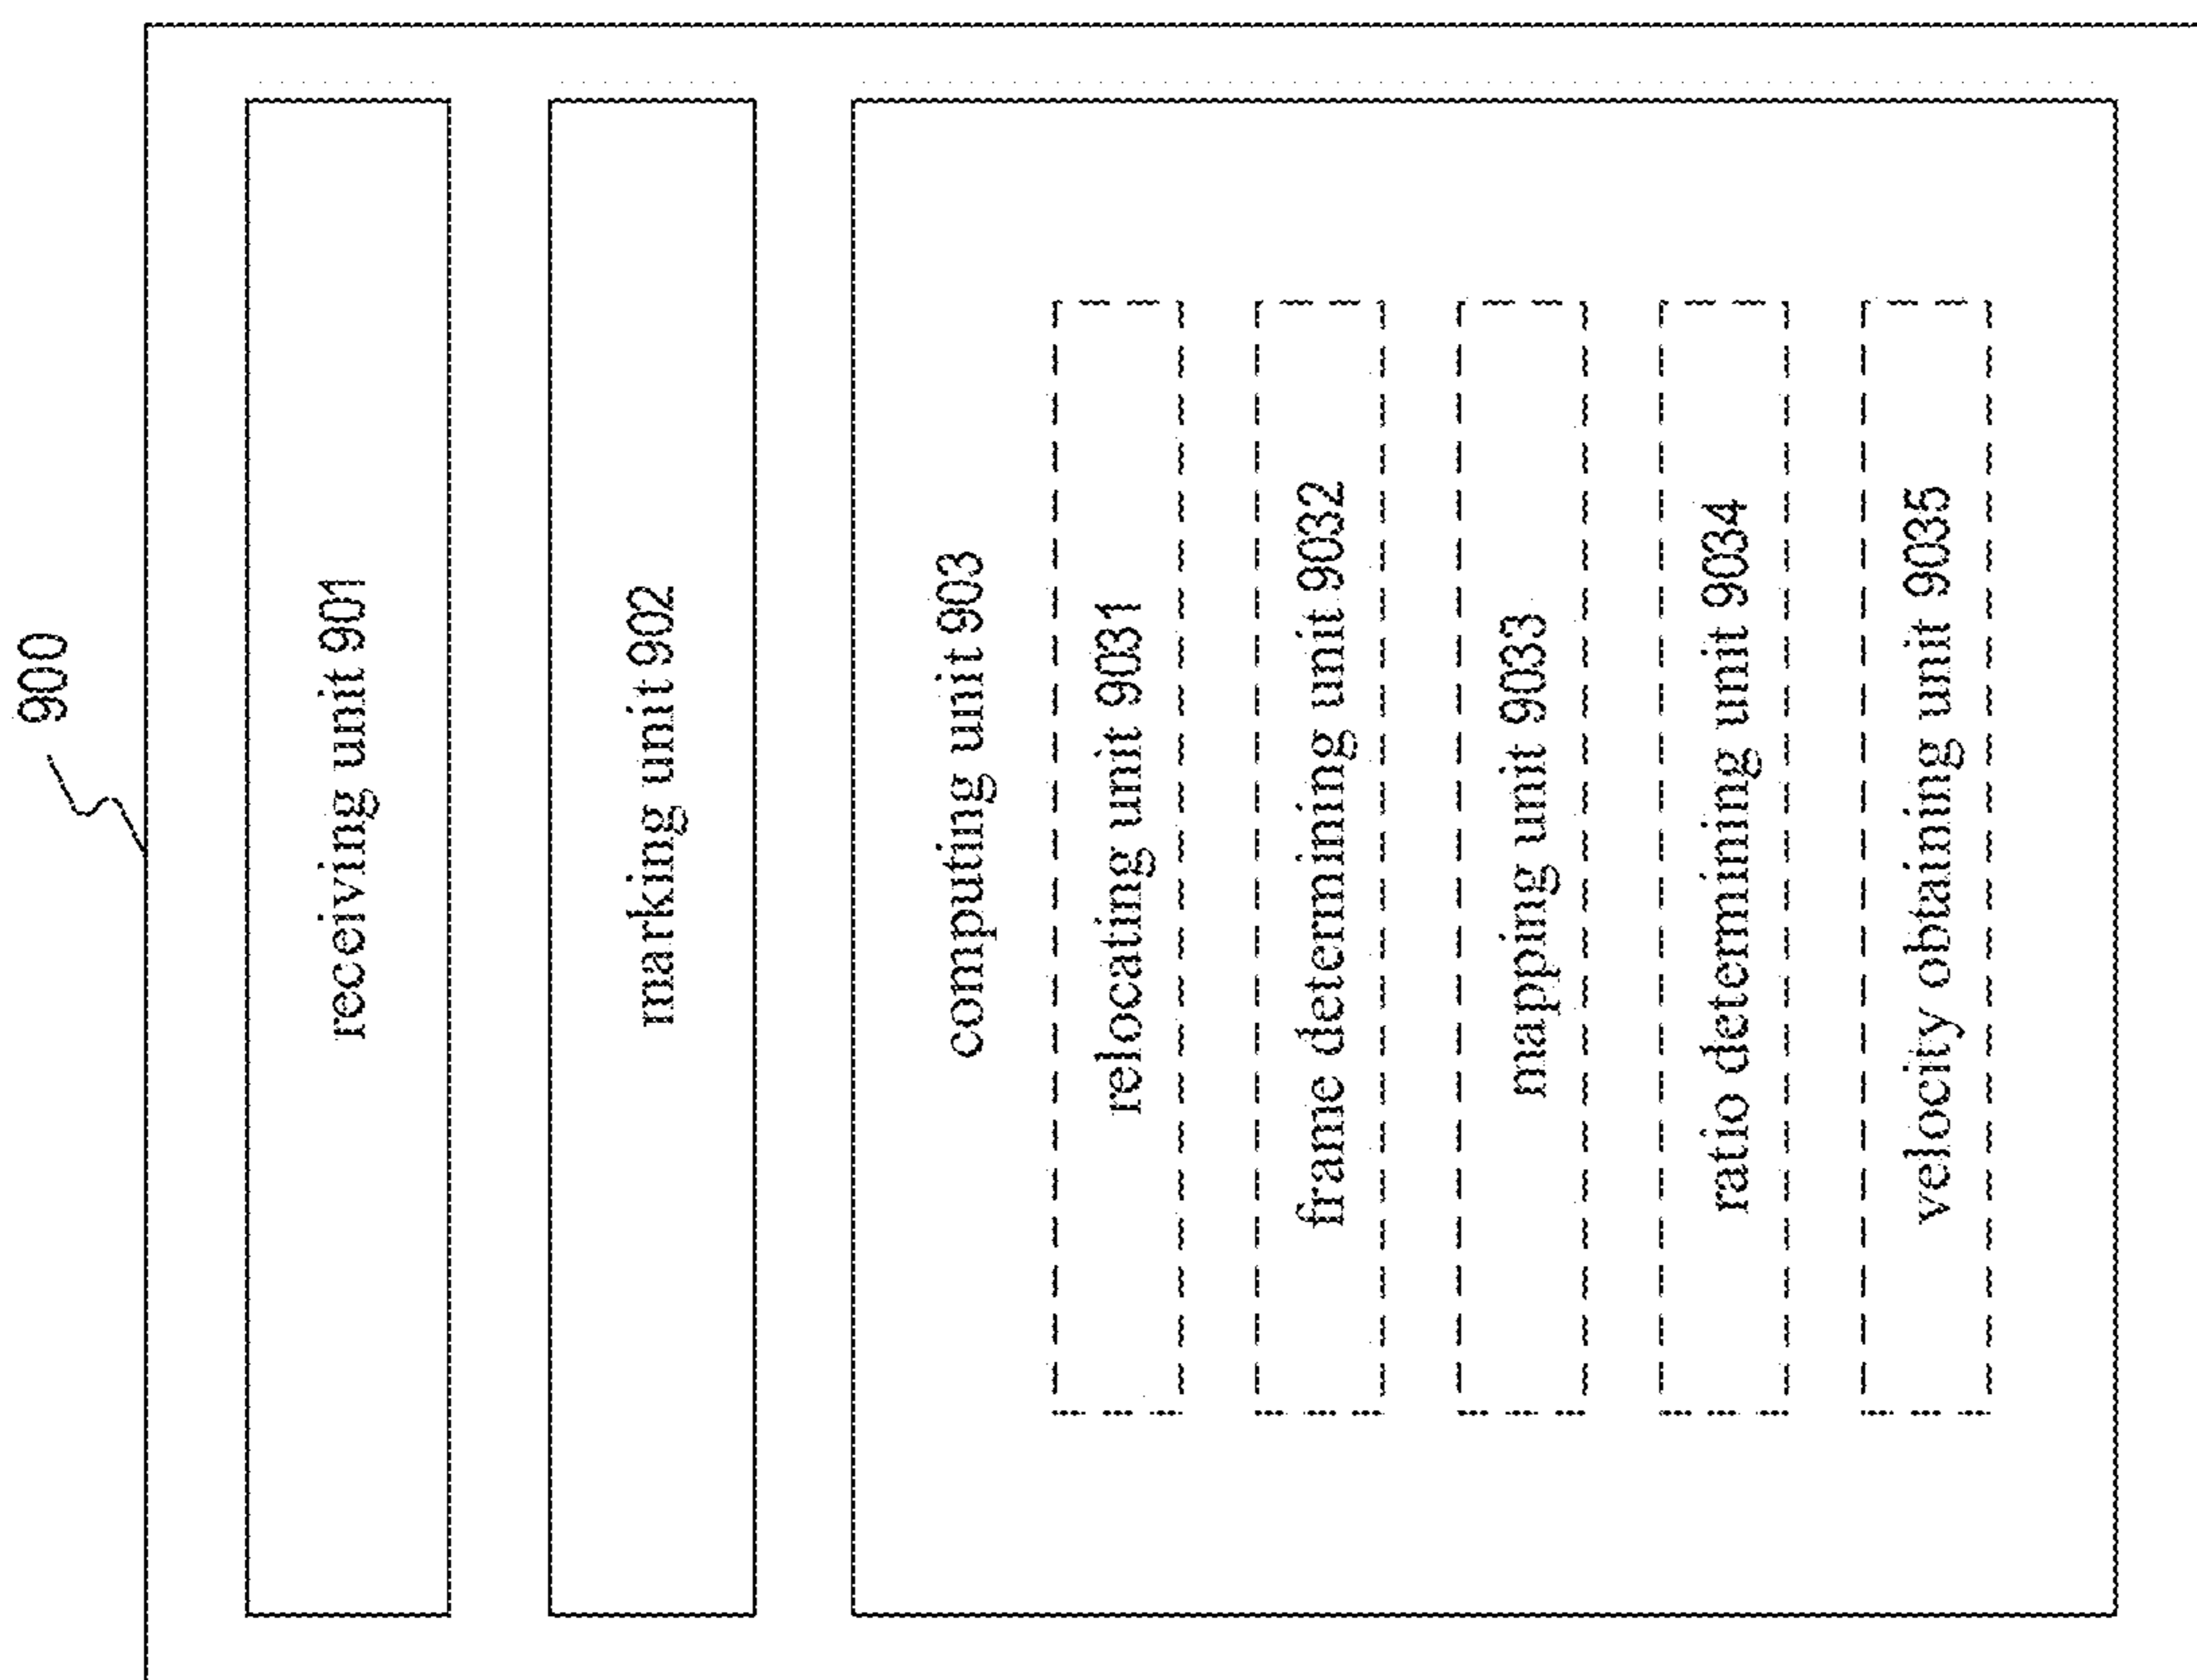 900
receiving unit 901
marking unit 902
computing unit 903
relocating unit 9031
frame determining unit 9032
mapping unit 9033
ratio determining unit 9034
velocity obtaining unit 9035